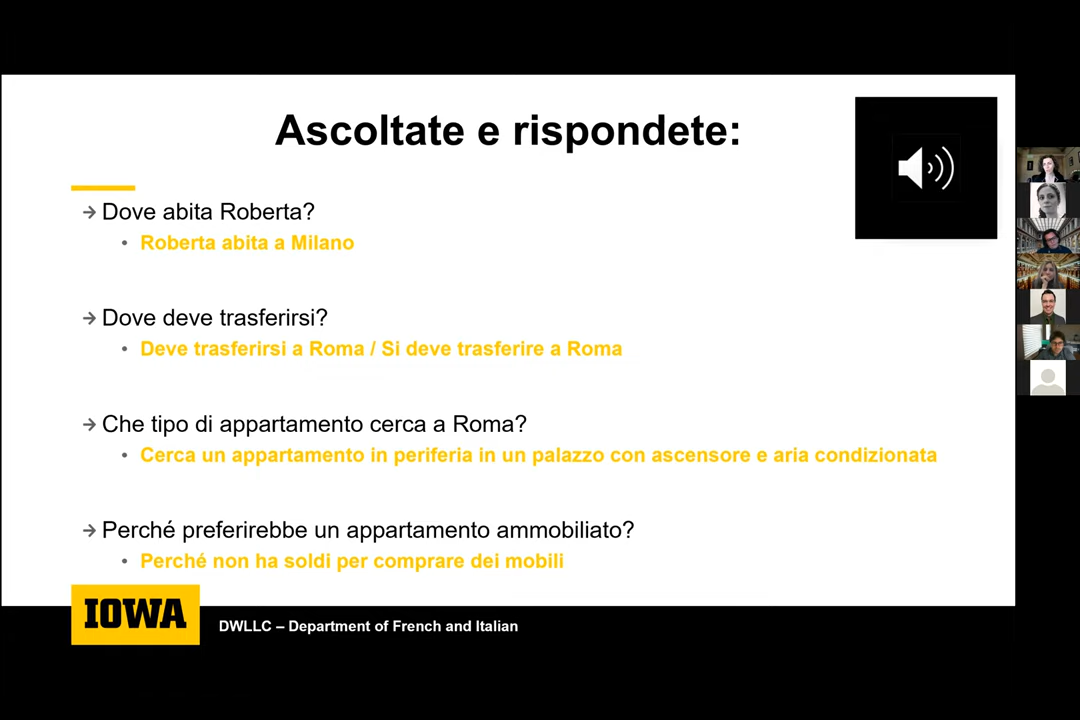 Ascoltate e rispondete:
Dove abita Roberta?
Roberta abita a Milano
Dove deve trasferirsi?
Deve trasferirsi a Roma / Si deve trasferire a Roma
Che tipo di appartamento cerca a Roma?
Cerca un appartamento in periferia in un palazzo con ascensore e aria condizionata
Perché preferirebbe un appartamento ammobiliato?
Perché non ha soldi per comprare dei mobili
IOWA
DWLLC – Department of French and Italian